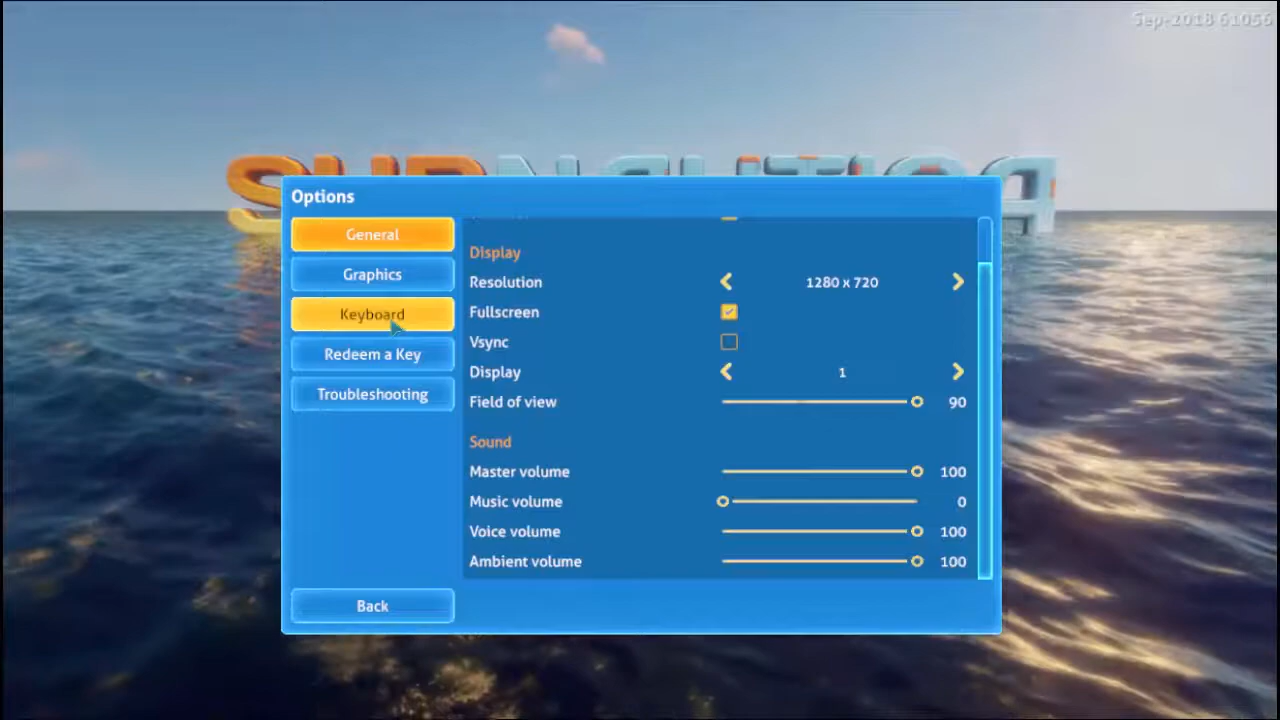 Sep-2018 61056
SUBNAUTICA
Options
General
Graphics
Keyboard
Redeem a Key
Troubleshooting
Back
Display
Resolution 1280 x 720
Fullscreen
Vsync
Display 1
Field of view 90
Sound
Master volume 100
Music volume 0
Voice volume 100
Ambient volume 100